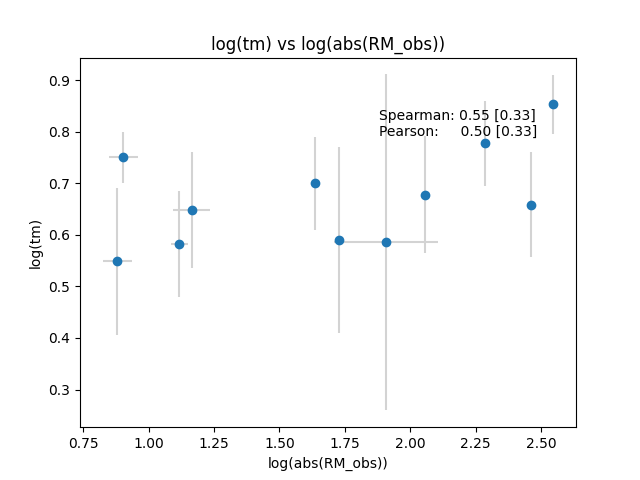 log(tm) vs log(abs(RM_obs))
Spearman: 0.55 [0.33]
Pearson: 0.50 [0.33]
0.9
0.8
0.7
0.6
0.5
0.4
0.3
log(tm)
0.75 1.00 1.25 1.50 1.75 2.00 2.25 2.50
log(abs(RM_obs))